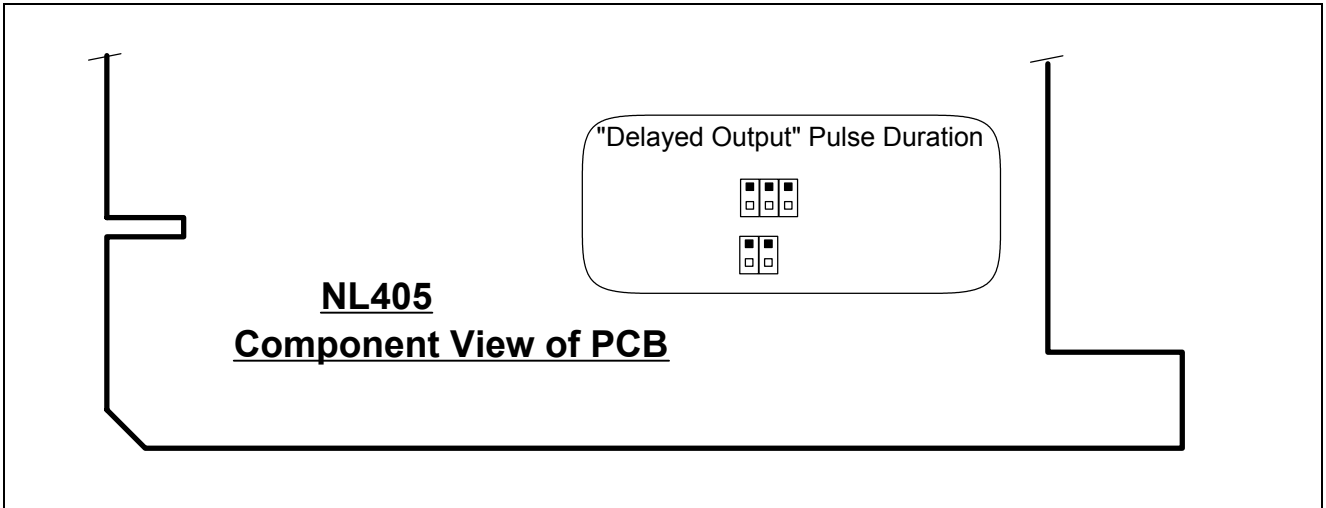 "Delayed Output" Pulse Duration
NL405
Component View of PCB